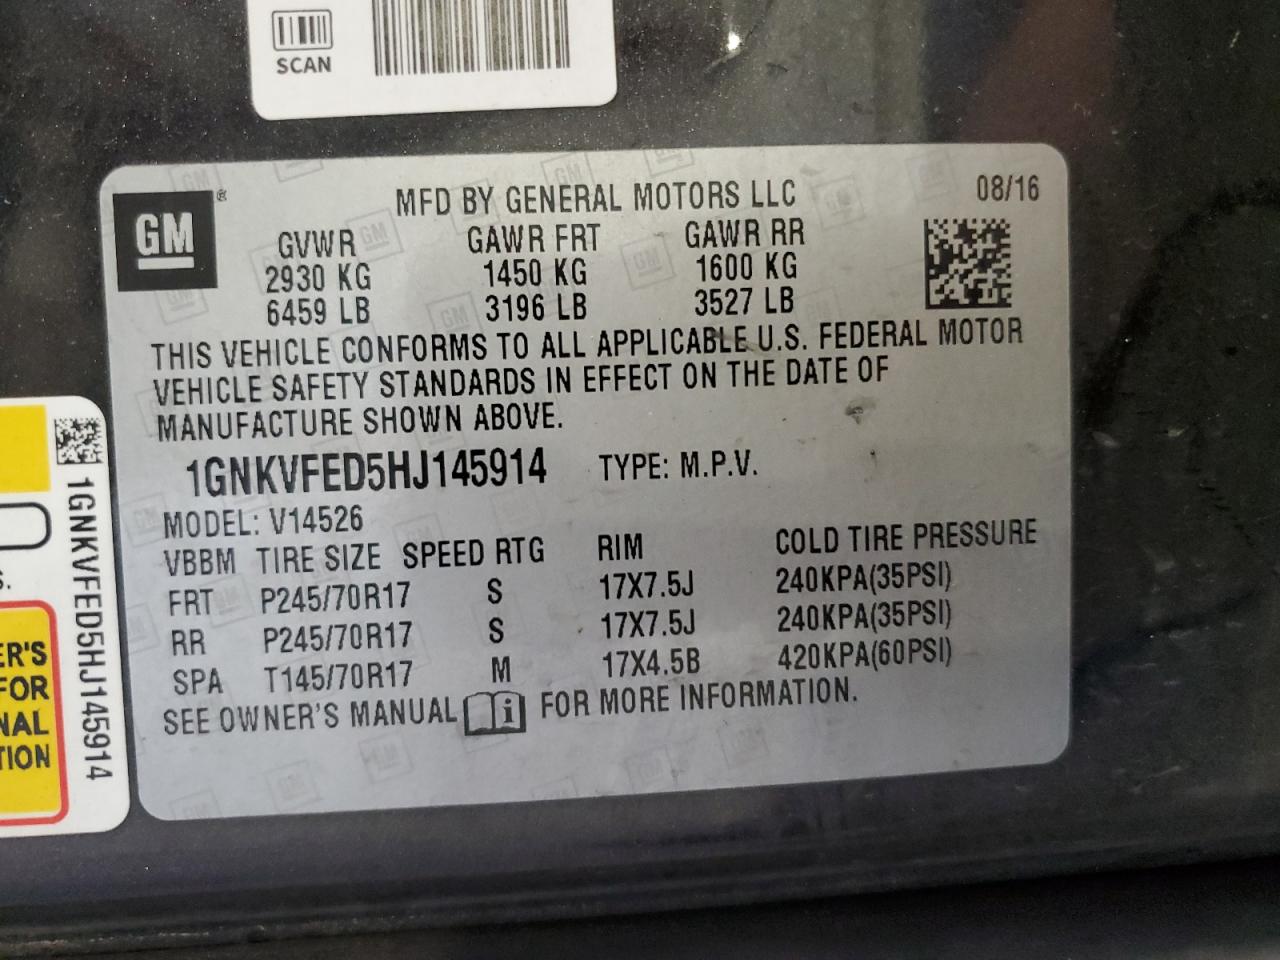 SCAN
GM ®
MFD BY GENERAL MOTORS LLC 08/16
GVWR GAWR FRT GAWR RR
2930 KG 1450 KG 1600 KG
6459 LB 3196 LB 3527 LB
THIS VEHICLE CONFORMS TO ALL APPLICABLE U.S. FEDERAL MOTOR
VEHICLE SAFETY STANDARDS IN EFFECT ON THE DATE OF
MANUFACTURE SHOWN ABOVE.
1GNKVFED5HJ145914 TYPE: M.P.V.
MODEL: V14526
VBBM TIRE SIZE SPEED RTG RIM COLD TIRE PRESSURE
FRT P245/70R17 S 17X7.5J 240KPA(35PSI)
RR P245/70R17 S 17X7.5J 240KPA(35PSI)
SPA T145/70R17 M 17X4.5B 420KPA(60PSI)
SEE OWNER'S MANUAL i FOR MORE INFORMATION.
1GNKVFED5HJ145914
S.
ER'S
FOR
NAL
TION